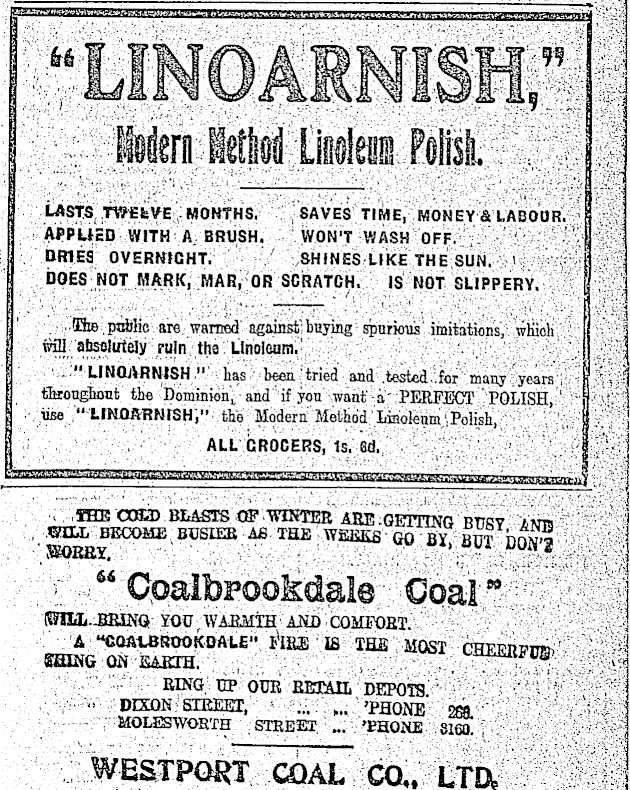 "LINOARNISH,"
Modern Method Linoleum Polish.
LASTS TWELVE MONTHS. SAVES TIME, MONEY & LABOUR.
APPLIED WITH A BRUSH. WON'T WASH OFF.
DRIES OVERNIGHT. SHINES LIKE THE SUN.
DOES NOT MARK, MAR, OR SCRATCH. IS NOT SLIPPERY.
The public are warned against buying spurious imitations, which
will absolutely ruin the Linoleum.
"LINOARNISH" has been tried and tested for many years
throughout the Dominion, and if you want a PERFECT POLISH,
use "LINOARNISH," the Modern Method Linoleum Polish,
ALL GROCERS, 1s. 6d.
THE COLD BLASTS OF WINTER ARE GETTING BUSY, AND
WILL BECOME BUSIER AS THE WEEKS GO BY, BUT DON'T
WORRY.
"Coalbrookdale Coal"
WILL BRING YOU WARMTH AND COMFORT.
A "COALBROOKDALE" FIRE IS THE MOST CHEERFUL
THING ON EARTH.
RING UP OUR RETAIL DEPOTS.
DIXON STREET, ... ... 'PHONE 268.
MOLESWORTH STREET ... 'PHONE 3160.
WESTPORT COAL CO., LTD.